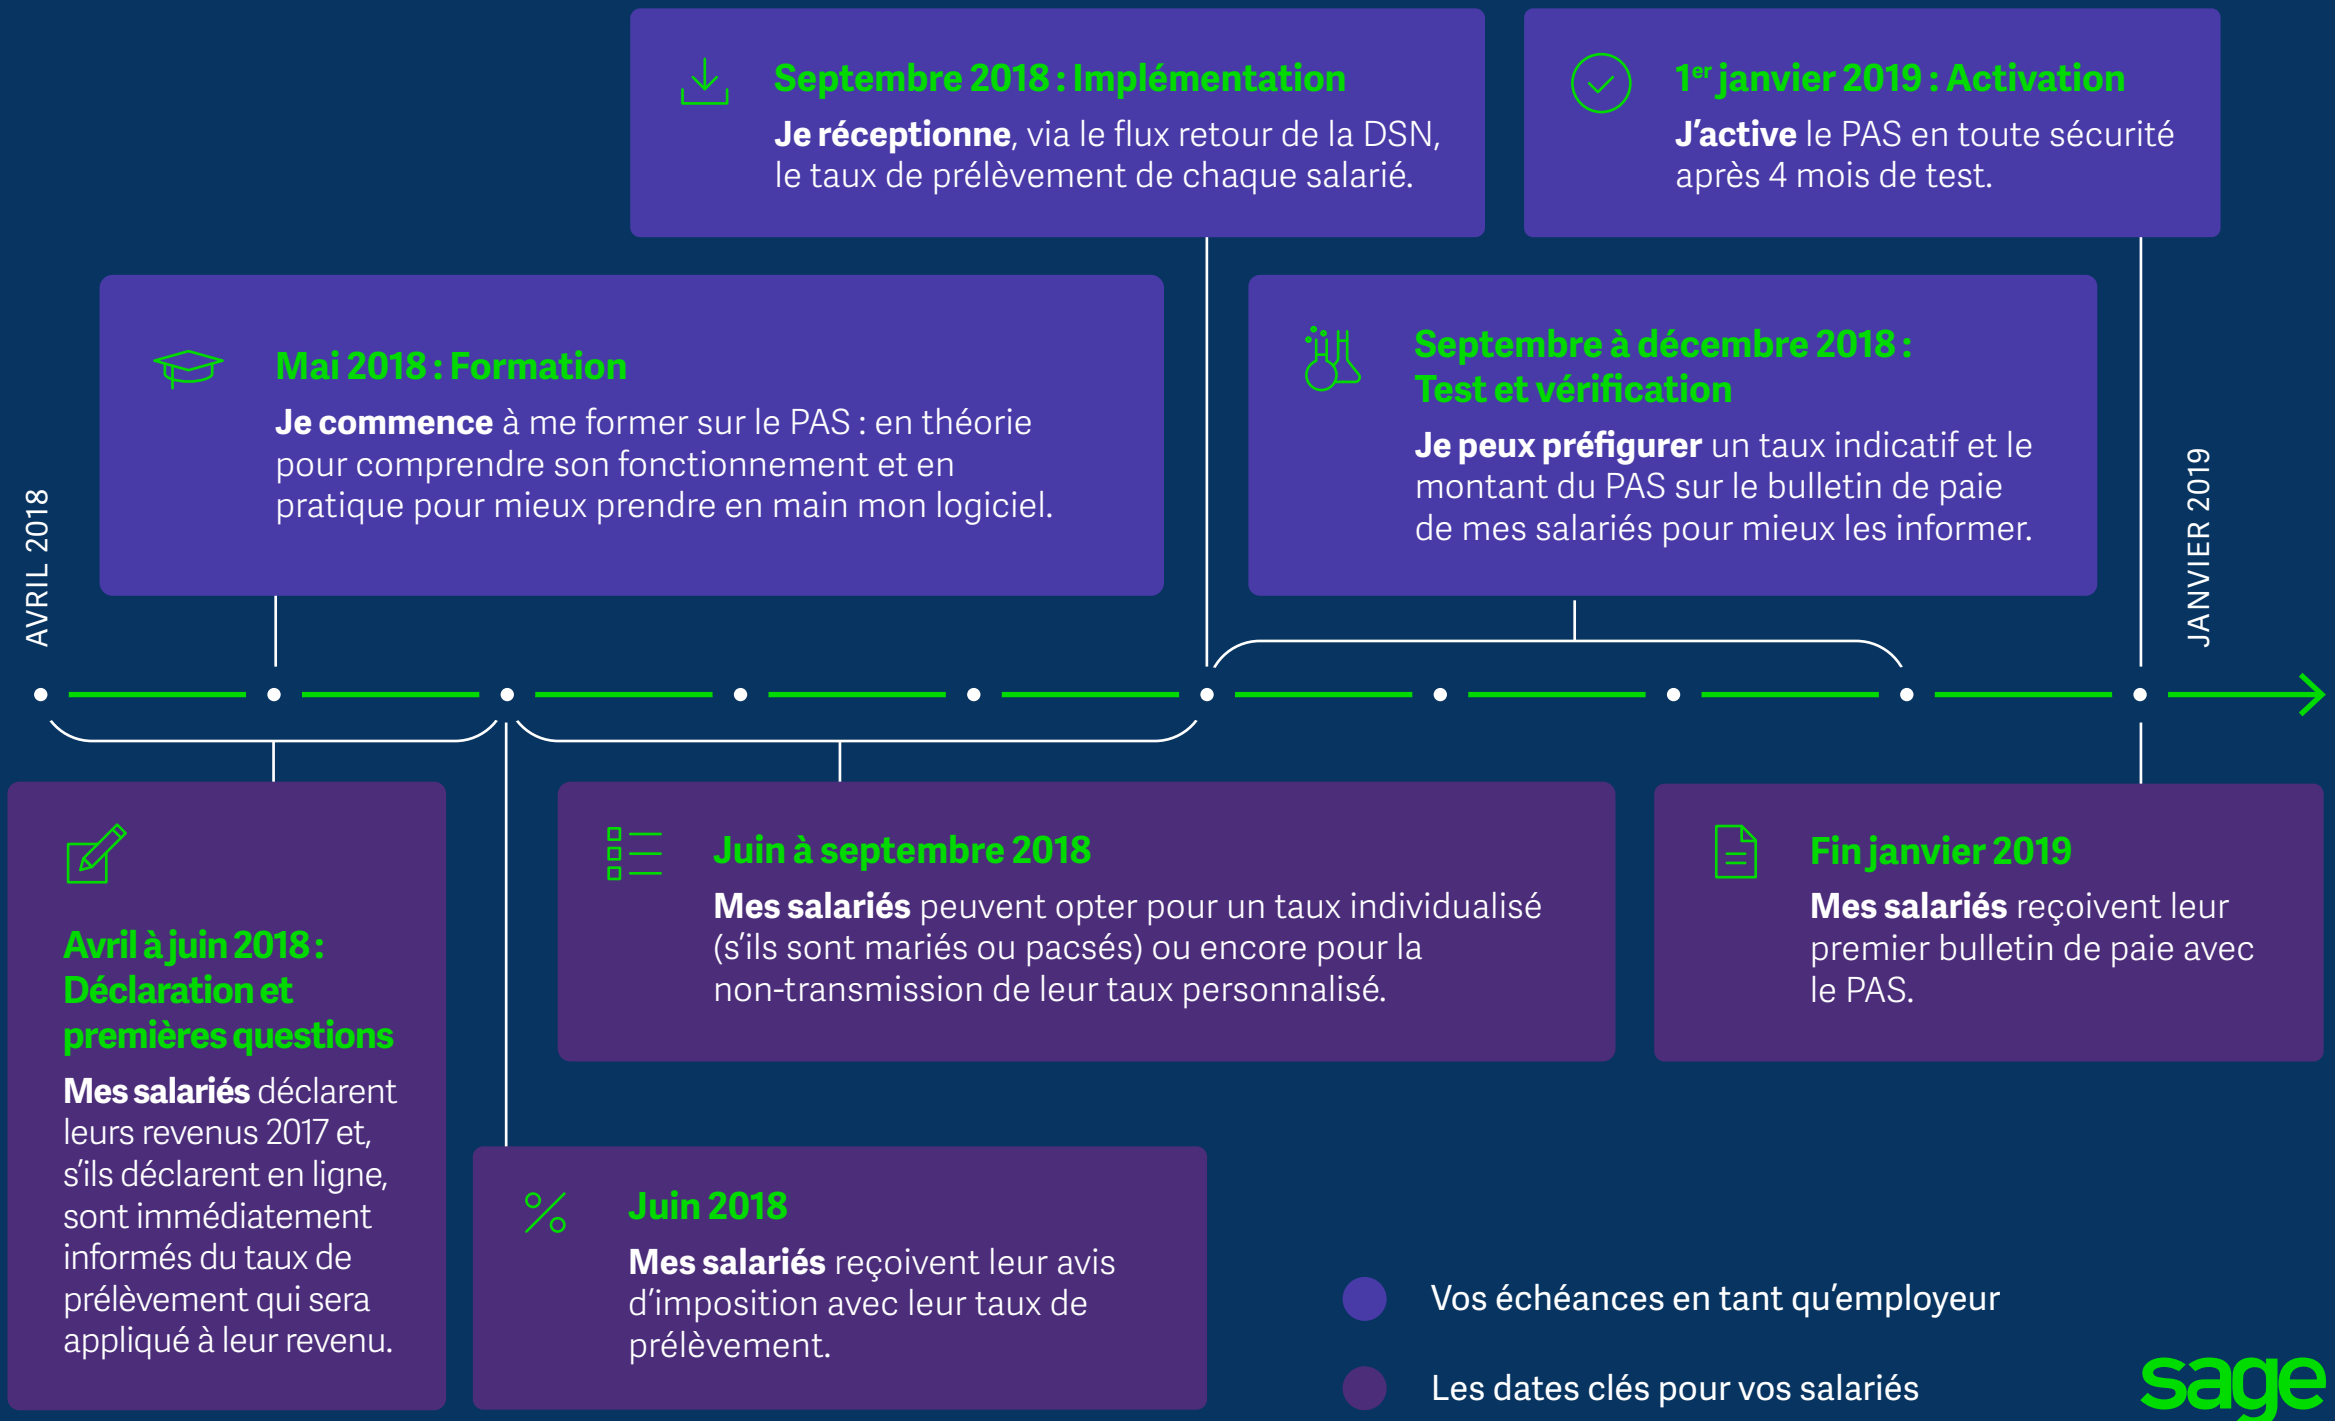 Septembre 2018 : Implémentation
Je réceptionne, via le flux retour de la DSN,
le taux de prélèvement de chaque salarié.
1er janvier 2019 : Activation
J’active le PAS en toute sécurité
après 4 mois de test.
Mai 2018 : Formation
Je commence à me former sur le PAS : en théorie
pour comprendre son fonctionnement et en
pratique pour mieux prendre en main mon logiciel.
Septembre à décembre 2018 :
Test et vérification
Je peux préfigurer un taux indicatif et le
montant du PAS sur le bulletin de paie
de mes salariés pour mieux les informer.
AVRIL 2018
JANVIER 2019
Avril à juin 2018 :
Déclaration et
premières questions
Mes salariés déclarent
leurs revenus 2017 et,
s’ils déclarent en ligne,
sont immédiatement
informés du taux de
prélèvement qui sera
appliqué à leur revenu.
Juin à septembre 2018
Mes salariés peuvent opter pour un taux individualisé
(s’ils sont mariés ou pacsés) ou encore pour la
non-transmission de leur taux personnalisé.
Fin janvier 2019
Mes salariés reçoivent leur
premier bulletin de paie avec
le PAS.
Juin 2018
Mes salariés reçoivent leur avis
d’imposition avec leur taux de
prélèvement.
Vos échéances en tant qu’employeur
Les dates clés pour vos salariés
sage